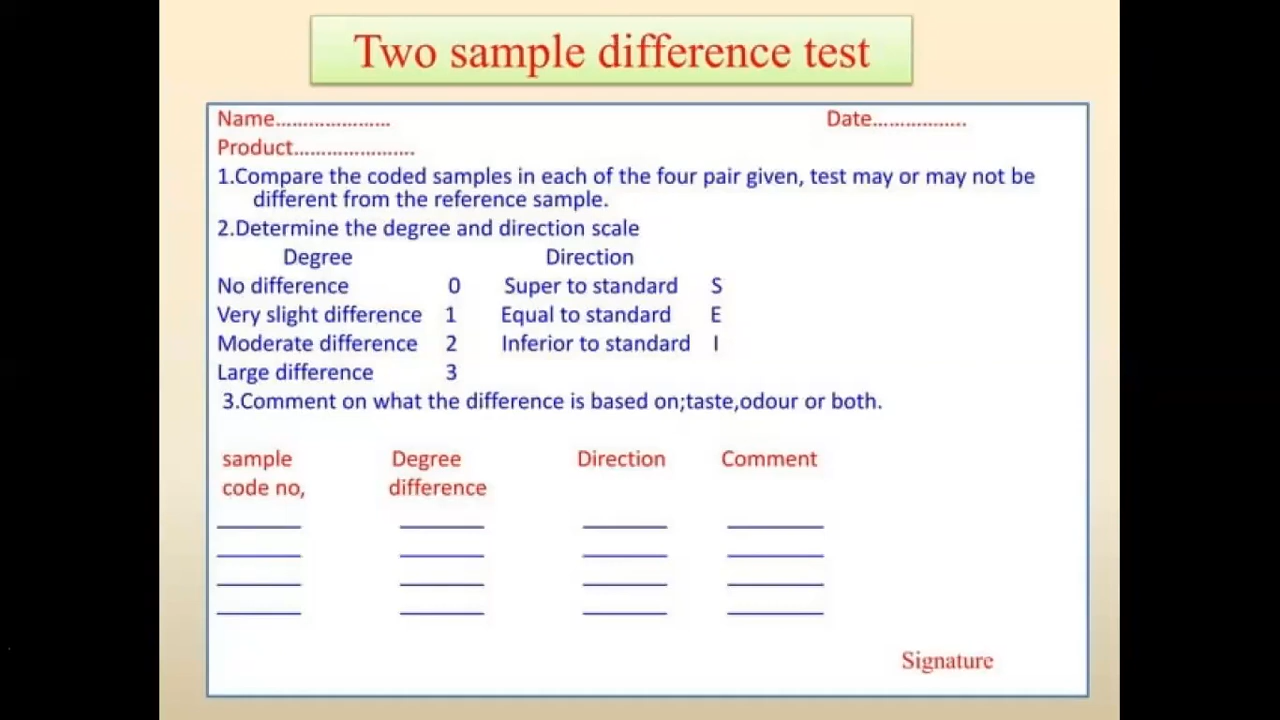 Two sample difference test
Name………………… Date……………..
Product………………….
1.Compare the coded samples in each of the four pair given, test may or may not be
different from the reference sample.
2.Determine the degree and direction scale
Degree Direction
No difference 0 Super to standard S
Very slight difference 1 Equal to standard E
Moderate difference 2 Inferior to standard I
Large difference 3
3.Comment on what the difference is based on;taste,odour or both.
sample Degree Direction Comment
code no, difference
Signature